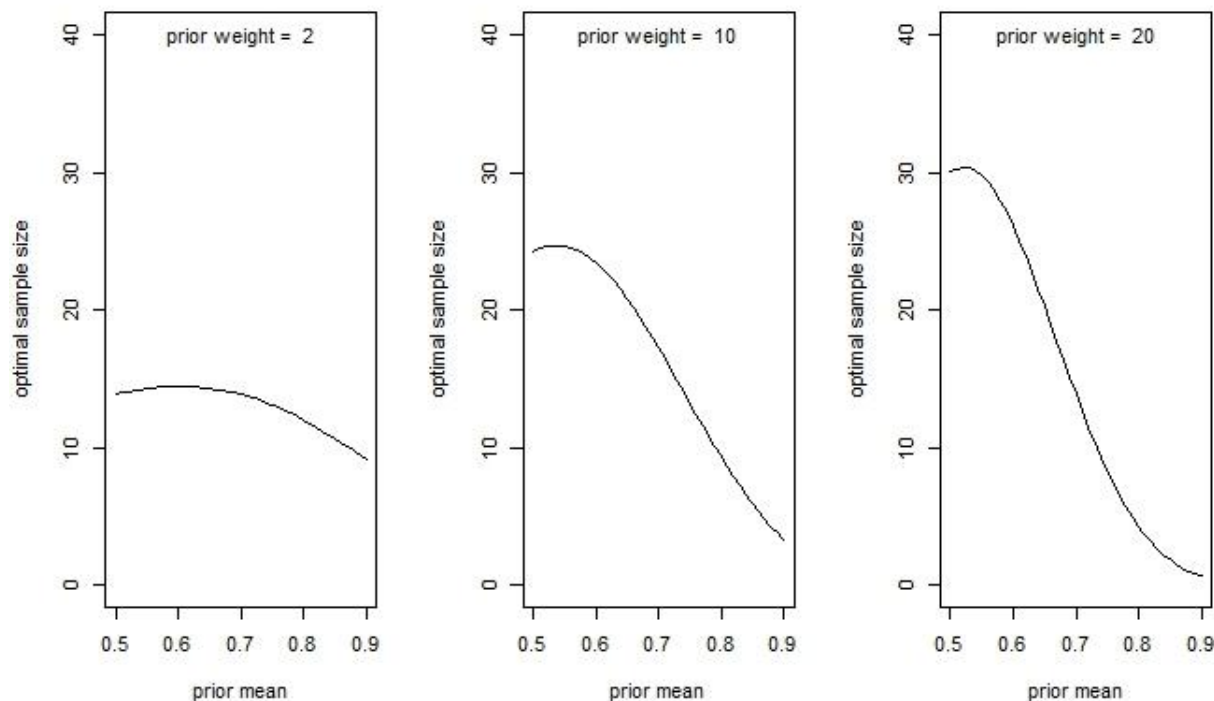 prior weight = 2
40
30
20
10
0
optimal sample size
0.5 0.6 0.7 0.8 0.9
prior mean
prior weight = 10
40
30
20
10
0
optimal sample size
0.5 0.6 0.7 0.8 0.9
prior mean
prior weight = 20
40
30
20
10
0
optimal sample size
0.5 0.6 0.7 0.8 0.9
prior mean